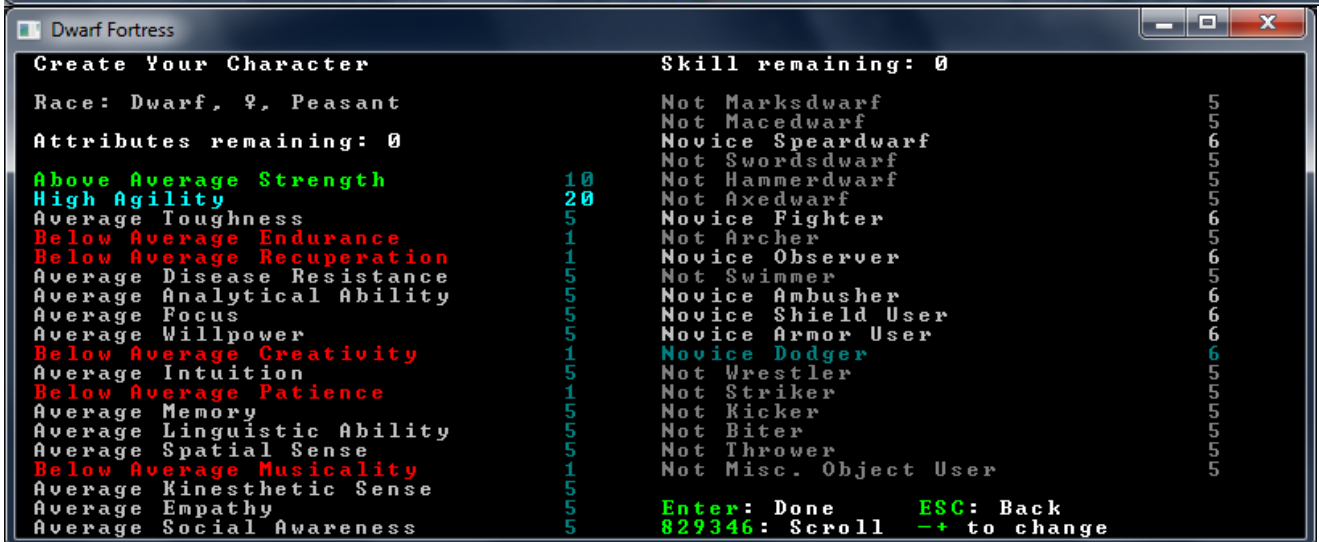 Dwarf Fortress
Create Your Character
Race: Dwarf, ♀, Peasant
Attributes remaining: 0
Above Average Strength 10
High Agility 20
Average Toughness 5
Below Average Endurance 1
Below Average Recuperation 1
Average Disease Resistance 5
Average Analytical Ability 5
Average Focus 5
Average Willpower 5
Below Average Creativity 1
Average Intuition 5
Below Average Patience 1
Average Memory 5
Average Linguistic Ability 5
Average Spatial Sense 5
Below Average Musicality 1
Average Kinesthetic Sense 5
Average Empathy 5
Average Social Awareness 5
Skill remaining: 0
Not Marksdwarf 5
Not Macedwarf 5
Novice Speardwarf 6
Not Swordsdwarf 5
Not Hammerdwarf 5
Not Axedwarf 5
Novice Fighter 6
Not Archer 5
Novice Observer 6
Not Swimmer 5
Novice Ambusher 6
Novice Shield User 6
Novice Armor User 6
Novice Dodger 6
Not Wrestler 5
Not Striker 5
Not Kicker 5
Not Biter 5
Not Thrower 5
Not Misc. Object User 5
Enter: Done ESC: Back
829346: Scroll -+ to change